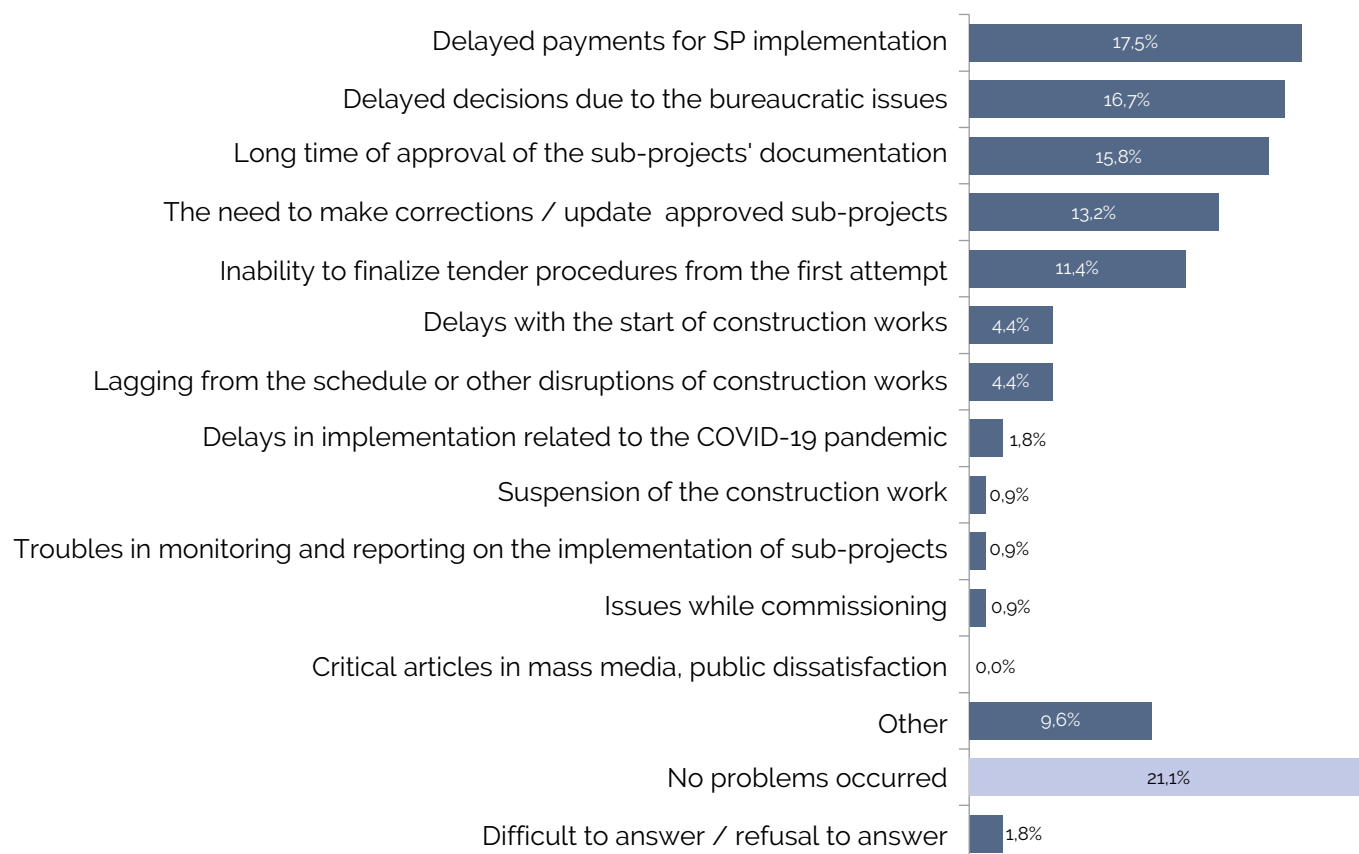 Delayed payments for SP implementation 17,5%
Delayed decisions due to the bureaucratic issues 16,7%
Long time of approval of the sub-projects' documentation 15,8%
The need to make corrections / update  approved sub-projects 13,2%
Inability to finalize tender procedures from the first attempt 11,4%
Delays with the start of construction works 4,4%
Lagging from the schedule or other disruptions of construction works 4,4%
Delays in implementation related to the COVID-19 pandemic 1,8%
Suspension of the construction work 0,9%
Troubles in monitoring and reporting on the implementation of sub-projects 0,9%
Issues while commissioning 0,9%
Critical articles in mass media, public dissatisfaction 0,0%
Other 9,6%
No problems occurred 21,1%
Difficult to answer / refusal to answer 1,8%